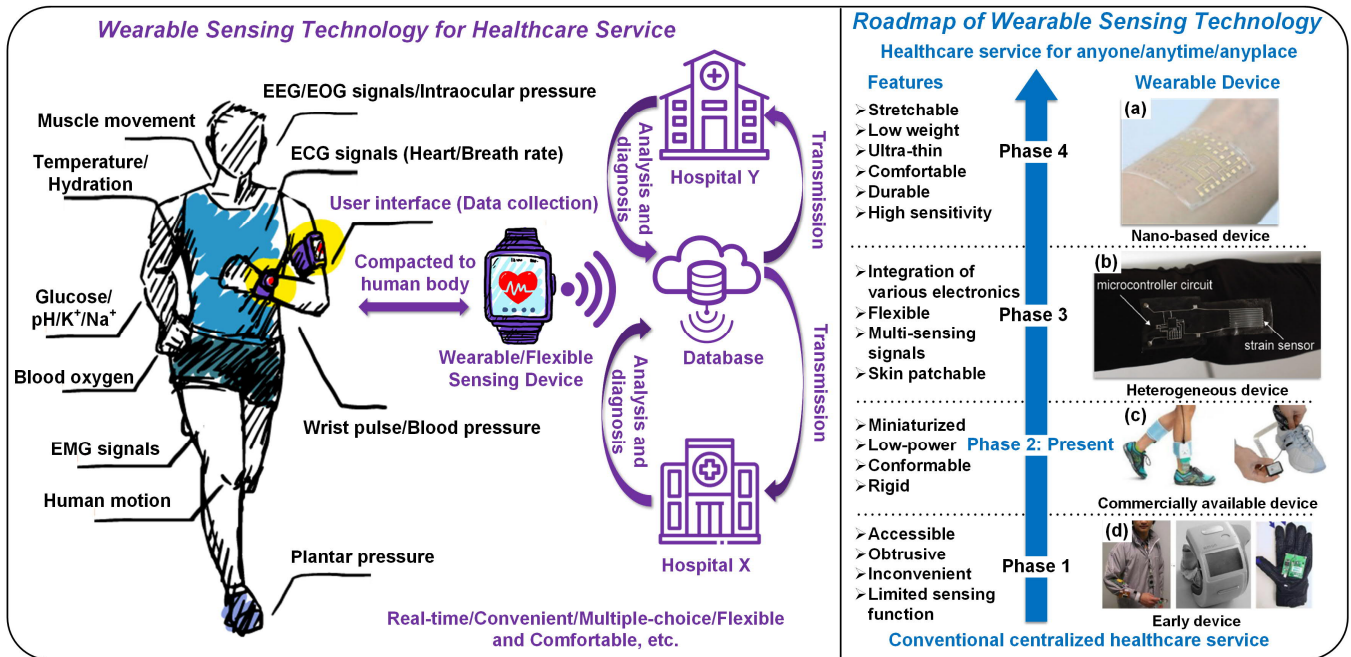 Wearable Sensing Technology for Healthcare Service
EEG/EOG signals/Intraocular pressure
Muscle movement
ECG signals (Heart/Breath rate)
Temperature/
Hydration
User interface (Data collection)
Compacted to
human body
Glucose/
pH/K⁺/Na⁺
Wearable/Flexible
Sensing Device
Blood oxygen
Wrist pulse/Blood pressure
EMG signals
Human motion
Plantar pressure
Analysis and
diagnosis
Hospital Y
Transmission
Database
Analysis and
diagnosis
Transmission
Hospital X
Real-time/Convenient/Multiple-choice/Flexible
and Comfortable, etc.
Roadmap of Wearable Sensing Technology
Healthcare service for anyone/anytime/anyplace
Features
Wearable Device
➢Stretchable
➢Low weight
➢Ultra-thin
➢Comfortable
➢Durable
➢High sensitivity
Phase 4
(a)
Nano-based device
➢Integration of
various electronics
➢Flexible
➢Multi-sensing
signals
➢Skin patchable
Phase 3
(b)
microcontroller circuit
strain sensor
Heterogeneous device
➢Miniaturized
➢Low-power
➢Conformable
➢Rigid
Phase 2: Present
(c)
Commercially available device
➢Accessible
➢Obtrusive
➢Inconvenient
➢Limited sensing
function
Phase 1
(d)
Early device
Conventional centralized healthcare service